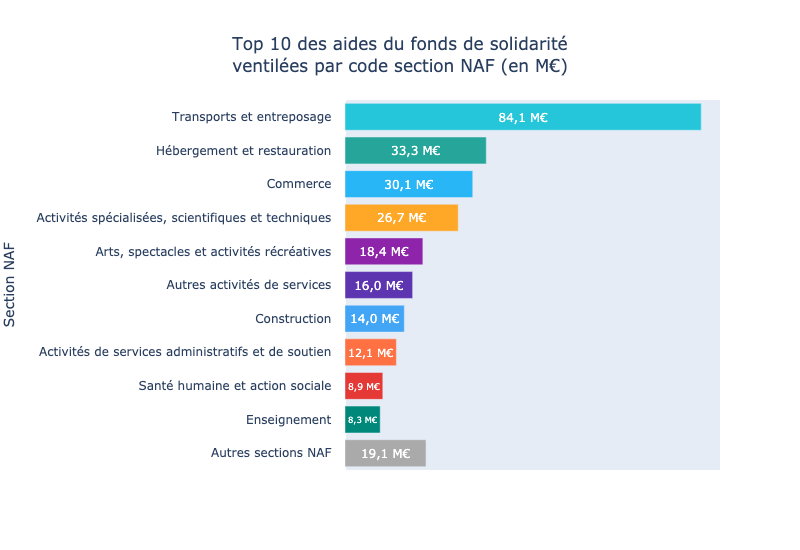 Top 10 des aides du fonds de solidarité
ventilées par code section NAF (en M€)
Section NAF
Transports et entreposage 84,1 M€
Hébergement et restauration 33,3 M€
Commerce 30,1 M€
Activités spécialisées, scientifiques et techniques 26,7 M€
Arts, spectacles et activités récréatives 18,4 M€
Autres activités de services 16,0 M€
Construction 14,0 M€
Activités de services administratifs et de soutien 12,1 M€
Santé humaine et action sociale 8,9 M€
Enseignement 8,3 M€
Autres sections NAF 19,1 M€